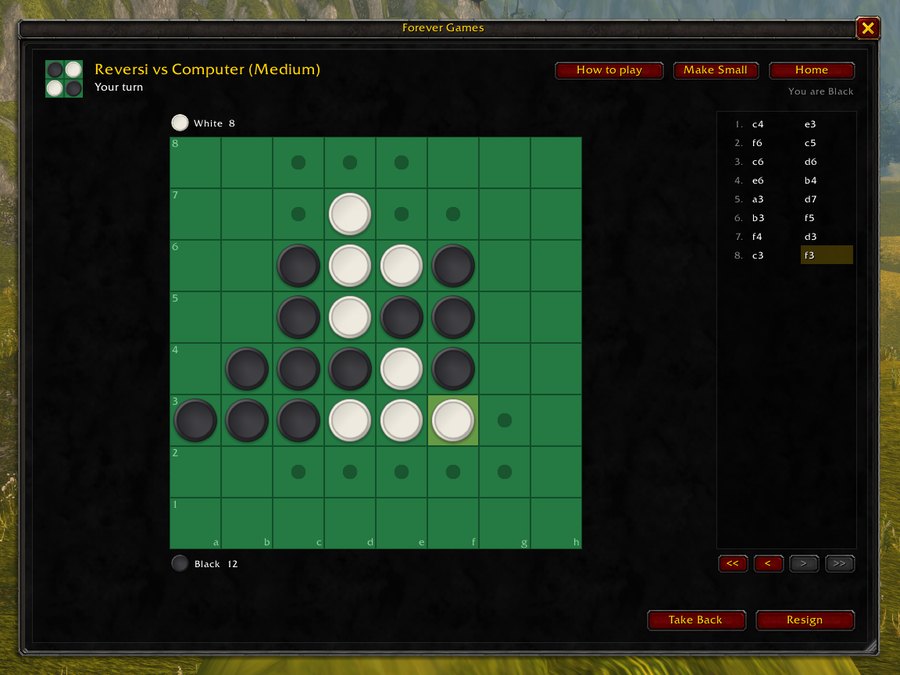 Forever Games
Reversi vs Computer (Medium)
Your turn
How to play
Make Small
Home
You are Black
White 8
8
7
6
5
4
3
2
1
a b c d e f g h
Black 12
1. c4 e3
2. f6 c5
3. c6 d6
4. e6 b4
5. a3 d7
6. b3 f5
7. f4 d3
8. c3 f3
<< < > >>
Take Back
Resign